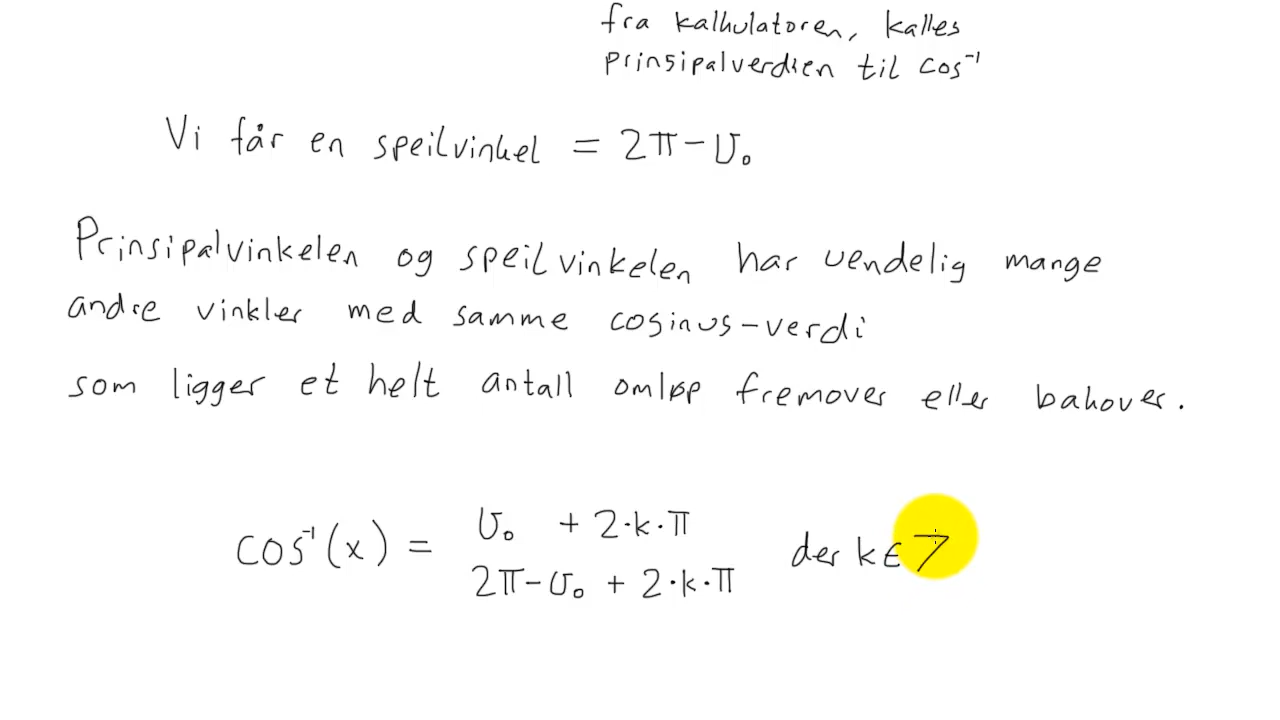 fra kalkulatoren, kalles
prinsipalverdien til cos⁻¹
Vi får en speilvinkel = 2π - v₀
Prinsipalvinkelen og speilvinkelen har uendelig mange
andre vinkler med samme cosinus-verdi
som ligger et helt antall omløp fremover eller bakover.
cos⁻¹(x) = v₀ + 2·k·π der k∈
2π - v₀ + 2·k·π